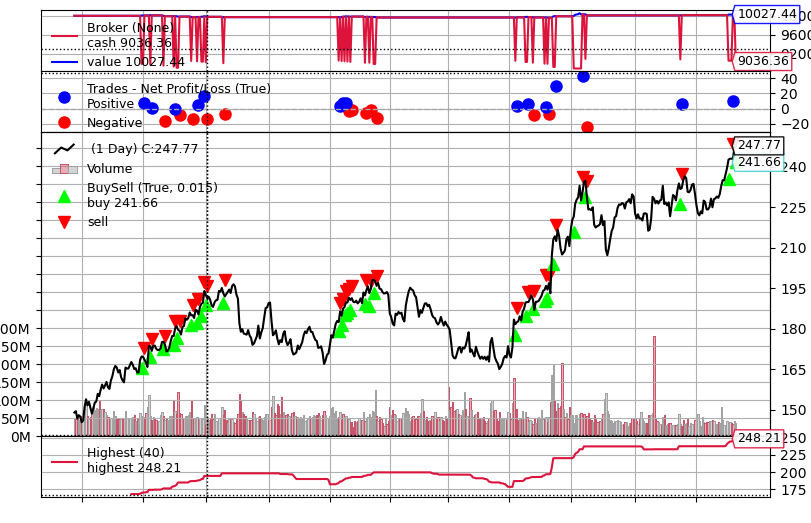 Broker (None)
cash 9036.36
value 10027.44
10027.44
9600
9036.36
Trades - Net Profit/Loss (True)
Positive
Negative
40
20
0
−20
(1 Day) C:247.77
Volume
BuySell (True, 0.015)
buy 241.66
sell
247.77
241.66
240
225
210
195
180
165
150
50M
0M
Highest (40)
highest 248.21
248.21
225
200
175